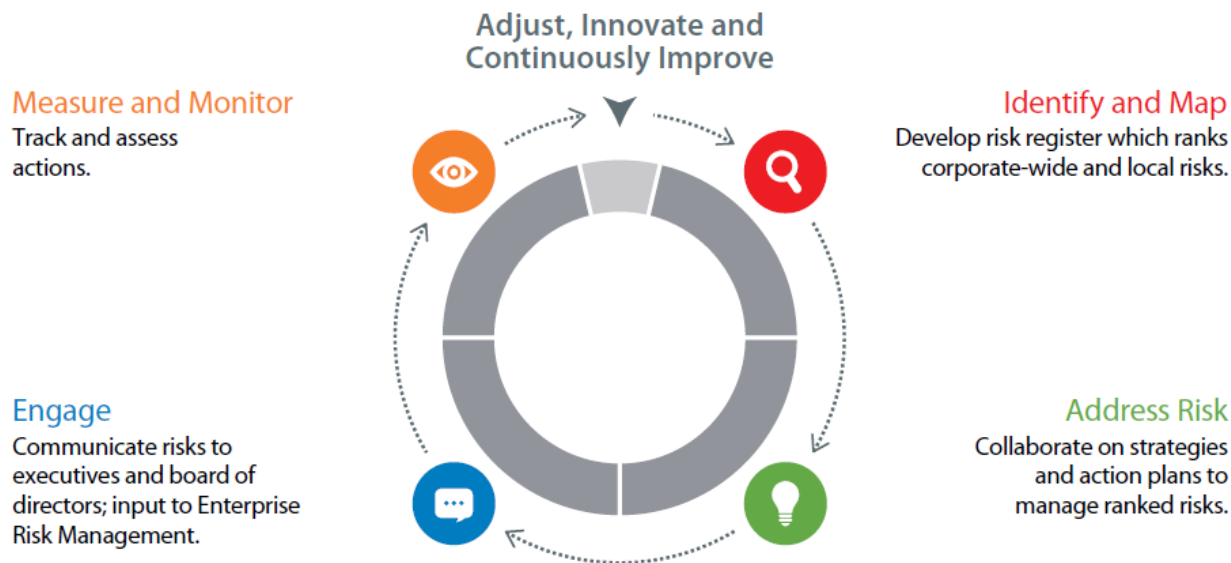 Adjust, Innovate and
Continuously Improve
Measure and Monitor
Track and assess
actions.
Identify and Map
Develop risk register which ranks
corporate-wide and local risks.
Engage
Communicate risks to
executives and board of
directors; input to Enterprise
Risk Management.
Address Risk
Collaborate on strategies
and action plans to
manage ranked risks.